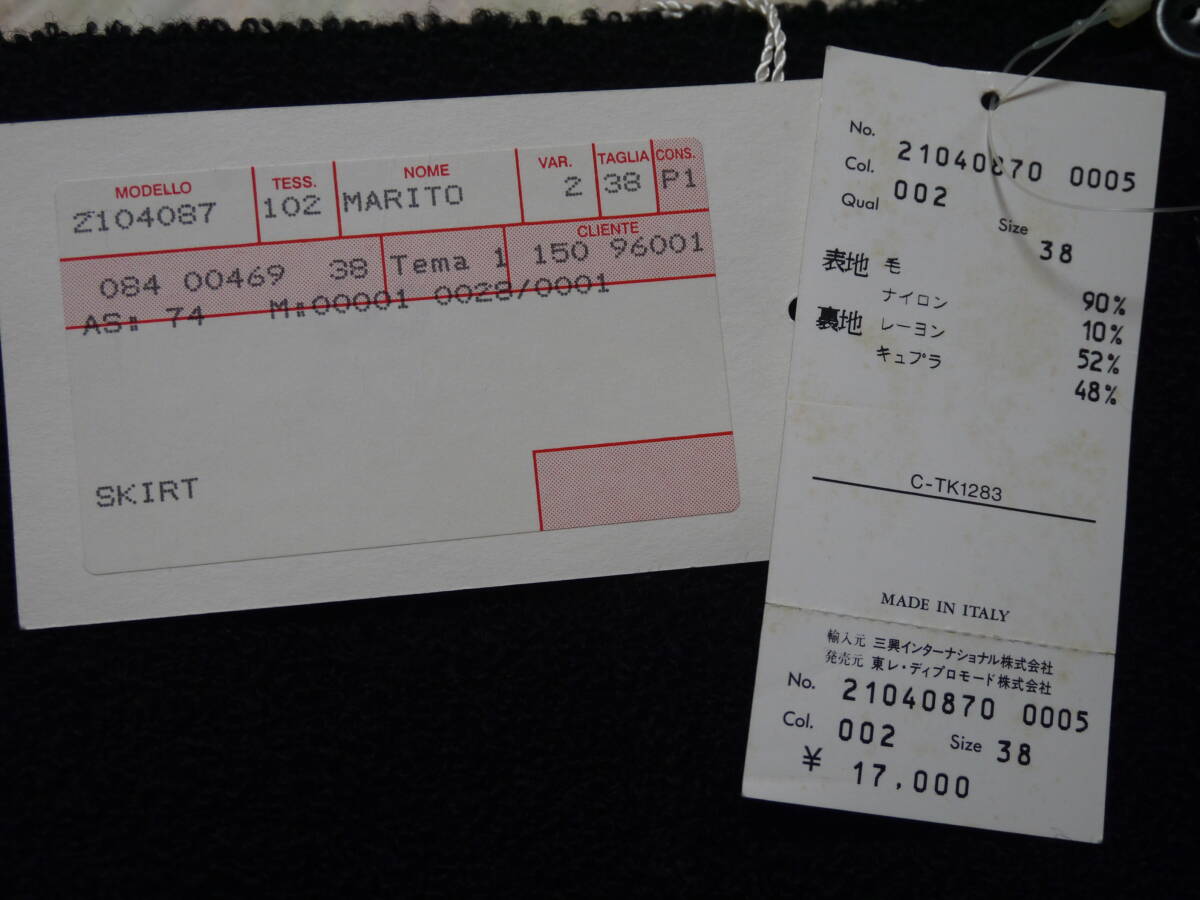 MODELLO TESS. NOME VAR. TAGLIA CONS.
2104087 102 MARITO 2 38 P1
CLIENTE
084 00469 38 Tema 1 150 96001
AS: 74 M:00001 0028/0001
SKIRT
No. 21040870 0005
Col. 002
Qual Size 38
表地 毛 90%
ナイロン 10%
裏地 レーヨン 52%
キュプラ 48%
C-TK1283
MADE IN ITALY
輸入元 三興インターナショナル株式会社
発売元 東レ・ディプロモード株式会社
No. 21040870 0005
Col. 002 Size 38
¥ 17,000